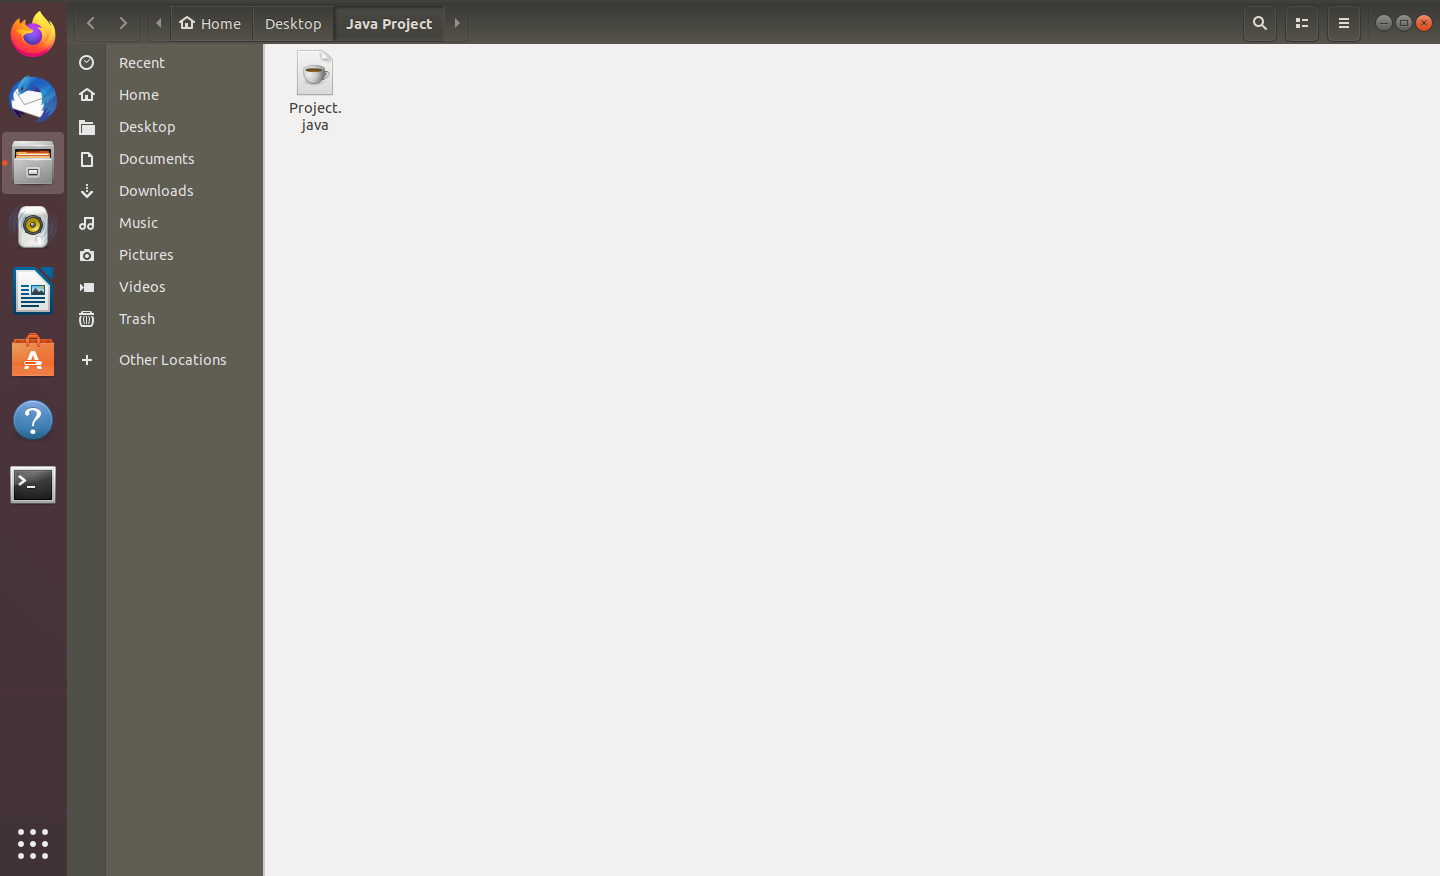 Home
Desktop
Java Project
Recent
Home
Desktop
Documents
Downloads
Music
Pictures
Videos
Trash
Other Locations
Project.
java